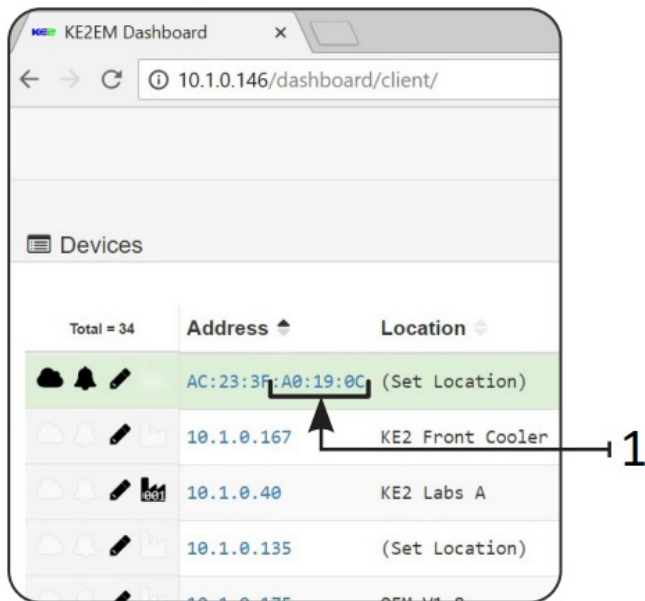 KE2 KE2EM Dashboard ×
10.1.0.146/dashboard/client/
Devices
Total = 34 Address Location
AC:23:3F:A0:19:0C (Set Location)
10.1.0.167 KE2 Front Cooler
1
001 10.1.0.40 KE2 Labs A
10.1.0.135 (Set Location)